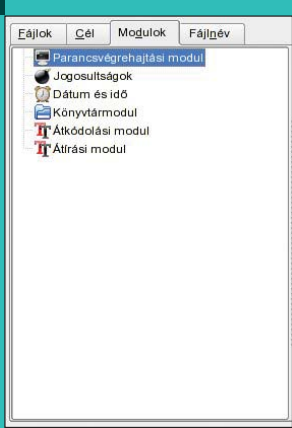 Fájlok Cél Modulok Fájlnév
Parancsvégrehajtási modul
Jogosultságok
Dátum és idő
Könyvtármodul
Átkódolási modul
Átírási modul